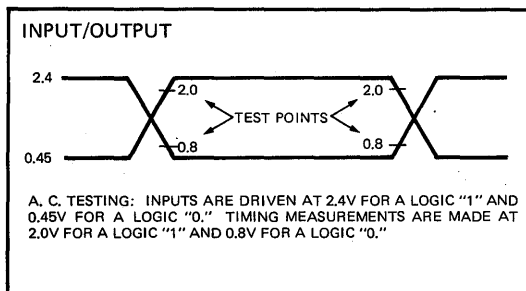 INPUT/OUTPUT
2.4
2.0
2.0
TEST POINTS
0.8
0.8
0.45
A. C. TESTING: INPUTS ARE DRIVEN AT 2.4V FOR A LOGIC "1" AND
0.45V FOR A LOGIC "0." TIMING MEASUREMENTS ARE MADE AT
2.0V FOR A LOGIC "1" AND 0.8V FOR A LOGIC "0."